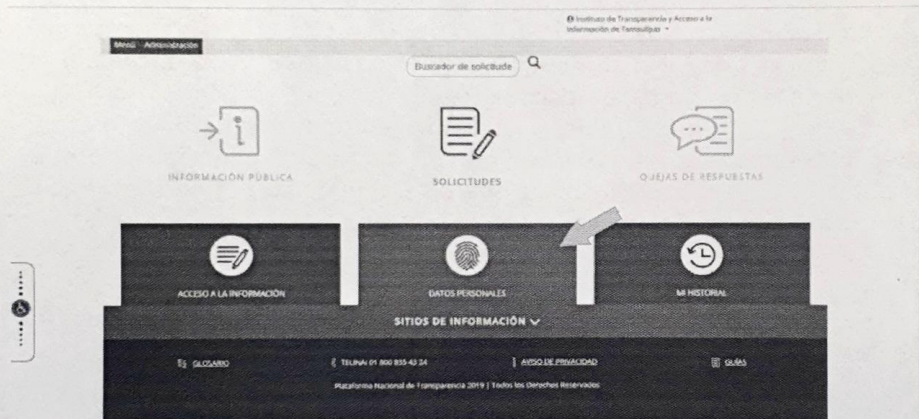 Instituto de Transparencia y Acceso a la
Información de Tamaulipas
Menú - Administración
Buscador de solicitude
INFORMACIÓN PÚBLICA
SOLICITUDES
QUEJAS DE RESPUESTAS
ACCESO A LA INFORMACIÓN
DATOS PERSONALES
MI HISTORIAL
SITIOS DE INFORMACIÓN
GLOSARIO
TELINAI 01 800 835-43 24
AVISO DE PRIVACIDAD
GUÍAS
Plataforma Nacional de Transparencia 2019 | Todos los Derechos Reservados